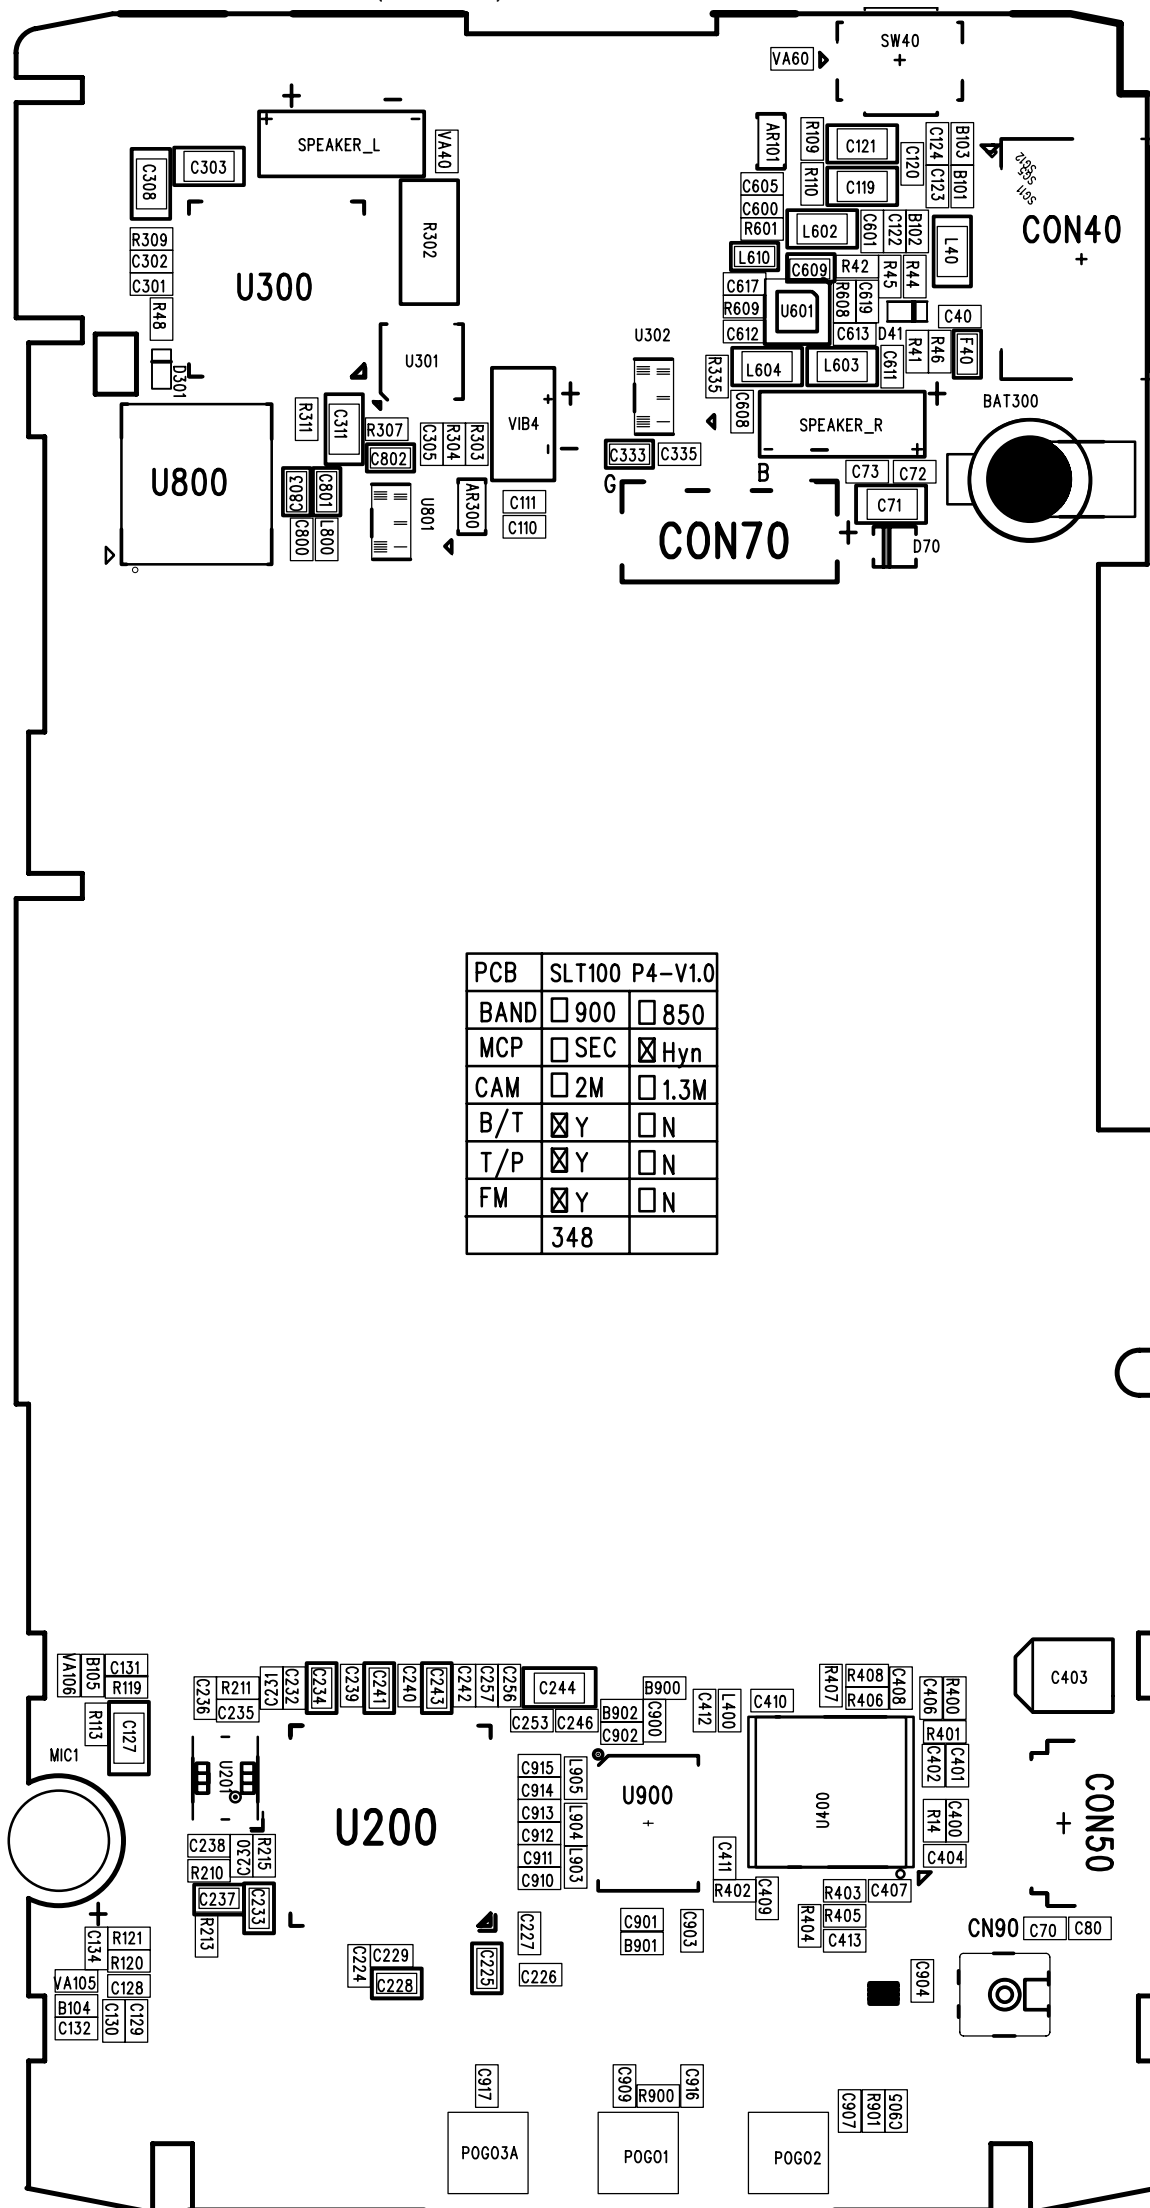 SW40
VA60
SPEAKER_L
VA40
C303
C308
R302
AR101
R109
C121
C120
C124
B103
R110
C119
C123
B101
SG12
SG5
SG11
C605
C600
R601
L602
C601
C122
B102
L40
CON40
R309
C302
C301
R48
U300
L610
C609
R42
R45
R44
C617
R609
C612
U601
R608
C619
C613
D41
C40
U302
U301
D301
R335
L604
L603
C611
R41
R46
F40
R311
C311
R307
C802
C305
R304
R303
VIB4
C608
SPEAKER_R
BAT300
U800
C803
C801
C800
L800
U801
AR300
C111
C110
C333
C335
G
B
C73
C72
C71
CON70
D70
PCB SLT100 P4-V1.0
BAND 900 850
MCP SEC Hyn
CAM 2M 1.3M
B/T Y N
T/P Y N
FM Y N
348
VA106
B105
C131
R119
R113
C127
MIC1
C236
R211
C235
C231
C232
C234
C239
C241
C240
C243
C242
C257
C256
C244
C253
C246
B900
B902
C902
C900
C412
L400
C410
R407
R408
R406
C408
C406
R400
R401
C402
C401
C403
U201
U200
C915
C914
C913
C912
C911
C910
L905
L904
L903
U900
U400
R14
C400
C404
CON50
C238
R210
C230
R215
C237
C233
R213
C411
R402
C409
R403
C407
R404
R405
C413
C134
R121
R120
VA105
C128
B104
C132
C130
C129
C224
C229
C228
C225
C227
C226
C901
B901
C903
CN90
C70
C80
C904
C917
C909
R900
C916
C907
R901
C905
POGO3A
POGO1
POGO2